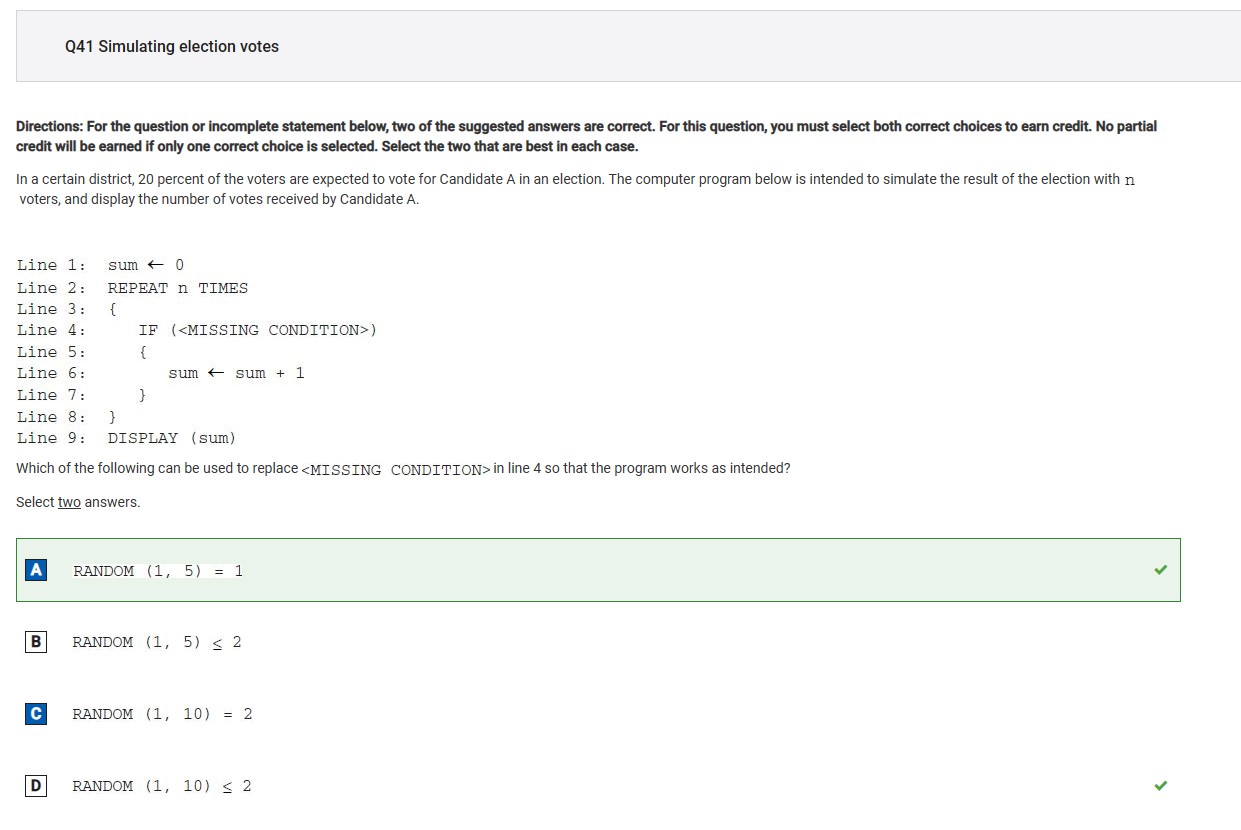 Q41 Simulating election votes
Directions: For the question or incomplete statement below, two of the suggested answers are correct. For this question, you must select both correct choices to earn credit. No partial
credit will be earned if only one correct choice is selected. Select the two that are best in each case.
In a certain district, 20 percent of the voters are expected to vote for Candidate A in an election. The computer program below is intended to simulate the result of the election with n
voters, and display the number of votes received by Candidate A.
Line 1: sum ← 0
Line 2: REPEAT n TIMES
Line 3: {
Line 4: IF (<MISSING CONDITION>)
Line 5: {
Line 6: sum ← sum + 1
Line 7: }
Line 8: }
Line 9: DISPLAY (sum)
Which of the following can be used to replace <MISSING CONDITION> in line 4 so that the program works as intended?
Select two answers.
A RANDOM (1, 5) = 1
B RANDOM (1, 5) ≤ 2
C RANDOM (1, 10) = 2
D RANDOM (1, 10) ≤ 2